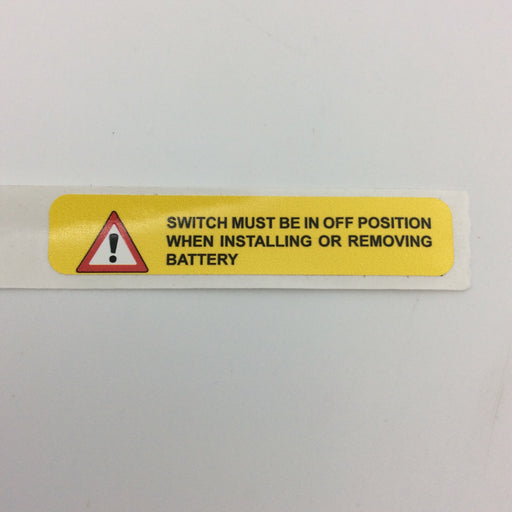 SWITCH MUST BE IN OFF POSITION
WHEN INSTALLING OR REMOVING
BATTERY